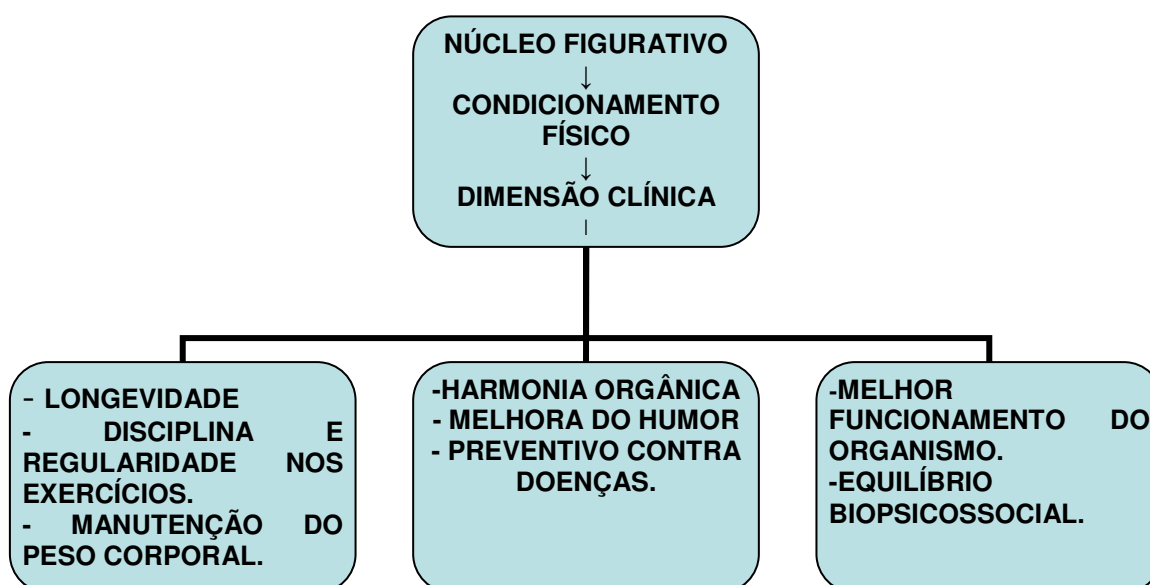 NÚCLEO FIGURATIVO
↓
CONDICIONAMENTO
FÍSICO
↓
DIMENSÃO CLÍNICA
- LONGEVIDADE
- DISCIPLINA E
REGULARIDADE NOS
EXERCÍCIOS.
- MANUTENÇÃO DO
PESO CORPORAL.
-HARMONIA ORGÂNICA
- MELHORA DO HUMOR
- PREVENTIVO CONTRA
DOENÇAS.
-MELHOR
FUNCIONAMENTO DO
ORGANISMO.
-EQUILÍBRIO
BIOPSICOSSOCIAL.